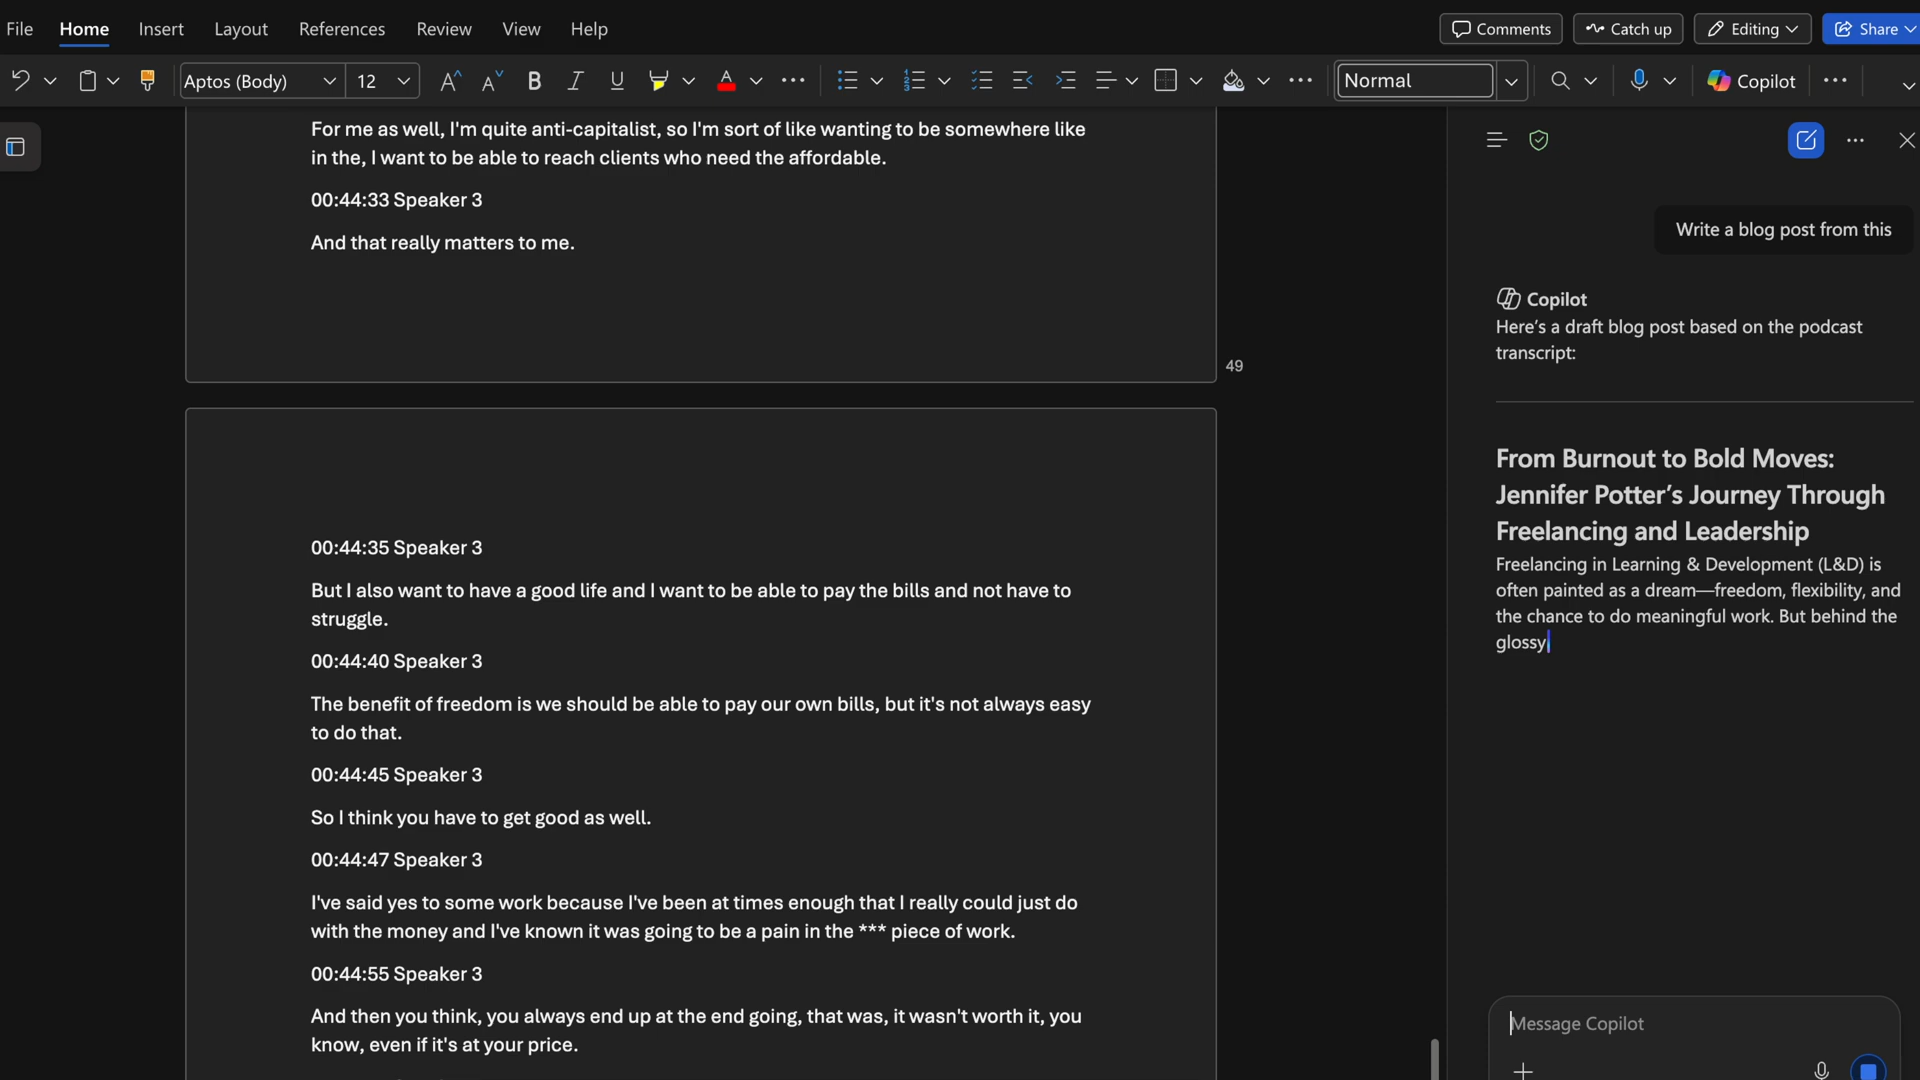 File Home Insert Layout References Review View Help
Comments Catch up Editing Share
Aptos (Body) 12 Normal Copilot
For me as well, I'm quite anti-capitalist, so I'm sort of like wanting to be somewhere like
in the, I want to be able to reach clients who need the affordable.
00:44:33 Speaker 3
And that really matters to me.
49
00:44:35 Speaker 3
But I also want to have a good life and I want to be able to pay the bills and not have to
struggle.
00:44:40 Speaker 3
The benefit of freedom is we should be able to pay our own bills, but it's not always easy
to do that.
00:44:45 Speaker 3
So I think you have to get good as well.
00:44:47 Speaker 3
I've said yes to some work because I've been at times enough that I really could just do
with the money and I've known it was going to be a pain in the *** piece of work.
00:44:55 Speaker 3
And then you think, you always end up at the end going, that was, it wasn't worth it, you
know, even if it's at your price.
Write a blog post from this
Copilot
Here's a draft blog post based on the podcast
transcript:
From Burnout to Bold Moves:
Jennifer Potter's Journey Through
Freelancing and Leadership
Freelancing in Learning & Development (L&D) is
often painted as a dream—freedom, flexibility, and
the chance to do meaningful work. But behind the
glossy
Message Copilot